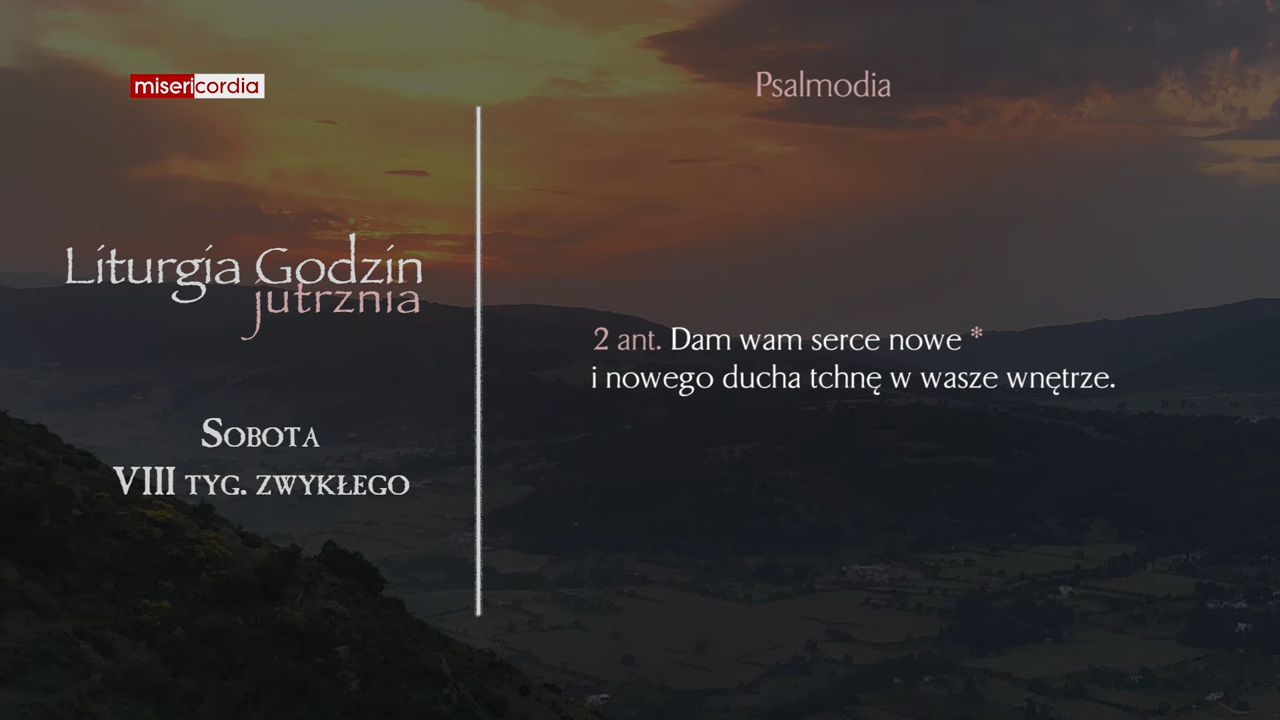 misericordia
Psalmodia
Liturgia Godzin
jutrznia
Sobota
VIII tyg. zwykłego
2 ant. Dam wam serce nowe *
i nowego ducha tchnę w wasze wnętrze.